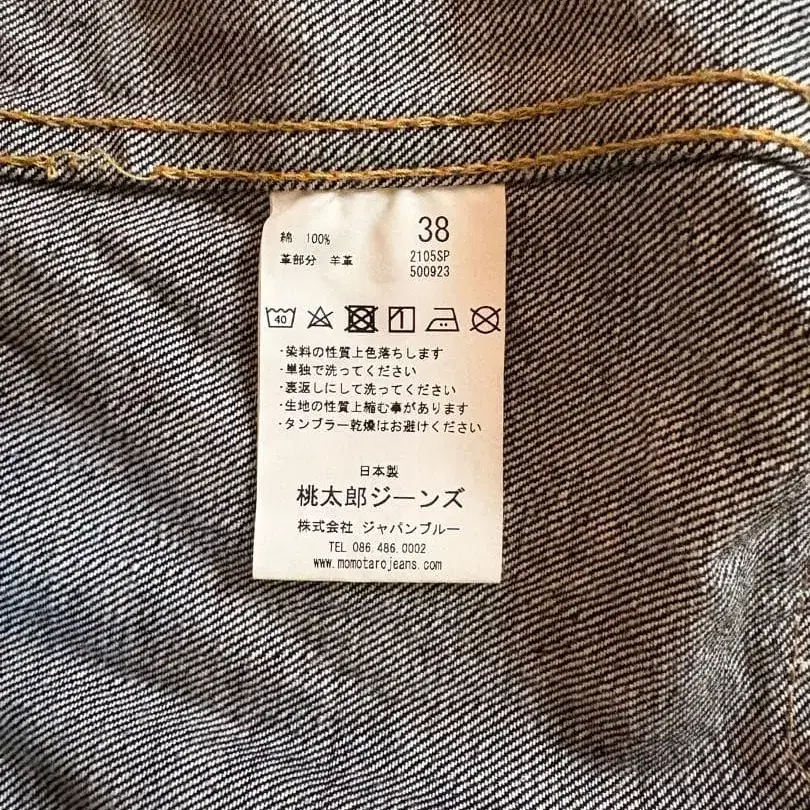 綿 100% 38
革部分 羊革 2105SP
500923
40
・染料の性質上色落ちします
・単独で洗ってください
・裏返しにして洗ってください
・生地の性質上縮む事があります
・タンブラー乾燥はお避けください
日本製
桃太郎ジーンズ
株式会社 ジャパンブルー
TEL 086.486.0002
www.momotarojeans.com